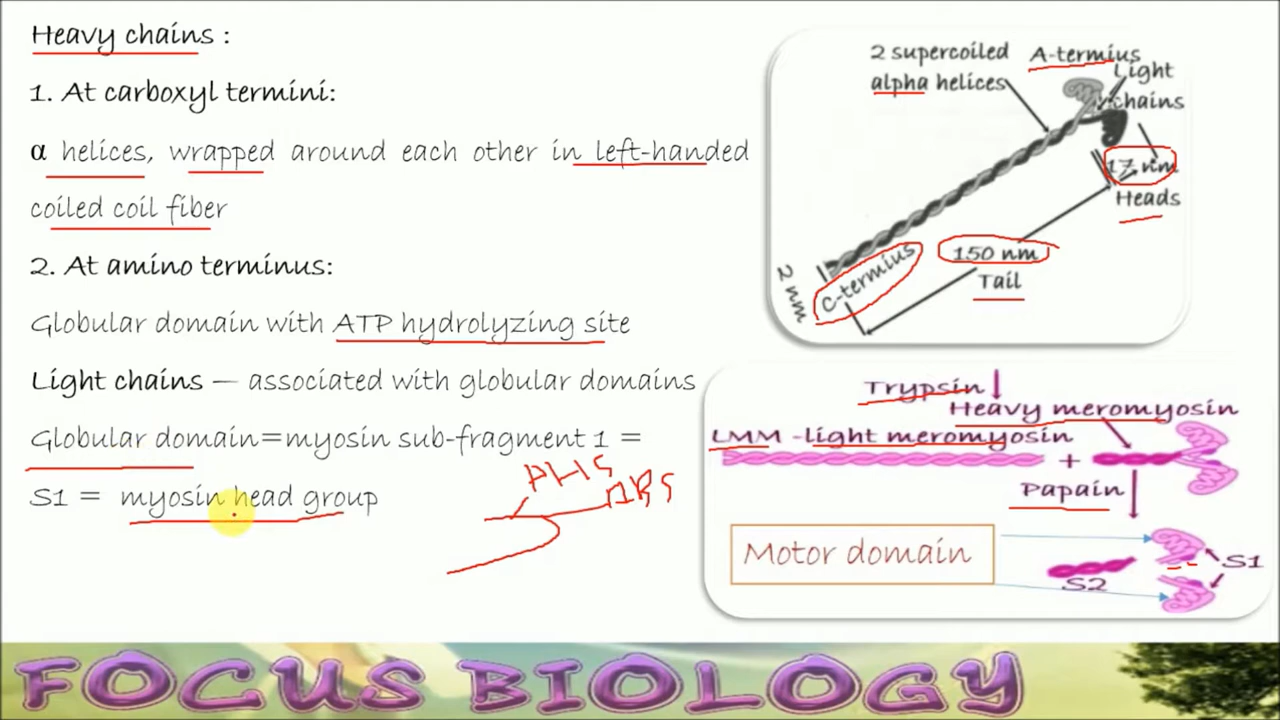 Heavy chains :
1. At carboxyl termini:
α helices, wrapped around each other in left-handed
coiled coil fiber
2. At amino terminus:
Globular domain with ATP hydrolyzing site
Light chains — associated with globular domains
Globular domain=myosin sub-fragment 1 =
S1 = myosin head group
2 supercoiled
alpha helices
A-termius
Light
chains
17 nm
Heads
150 nm
Tail
C-termius
2 nm
Trypsin
Heavy meromyosin
LMM -light meromyosin
+
Papain
Motor domain
S1
S2
ABS
FOCUS BIOLOGY